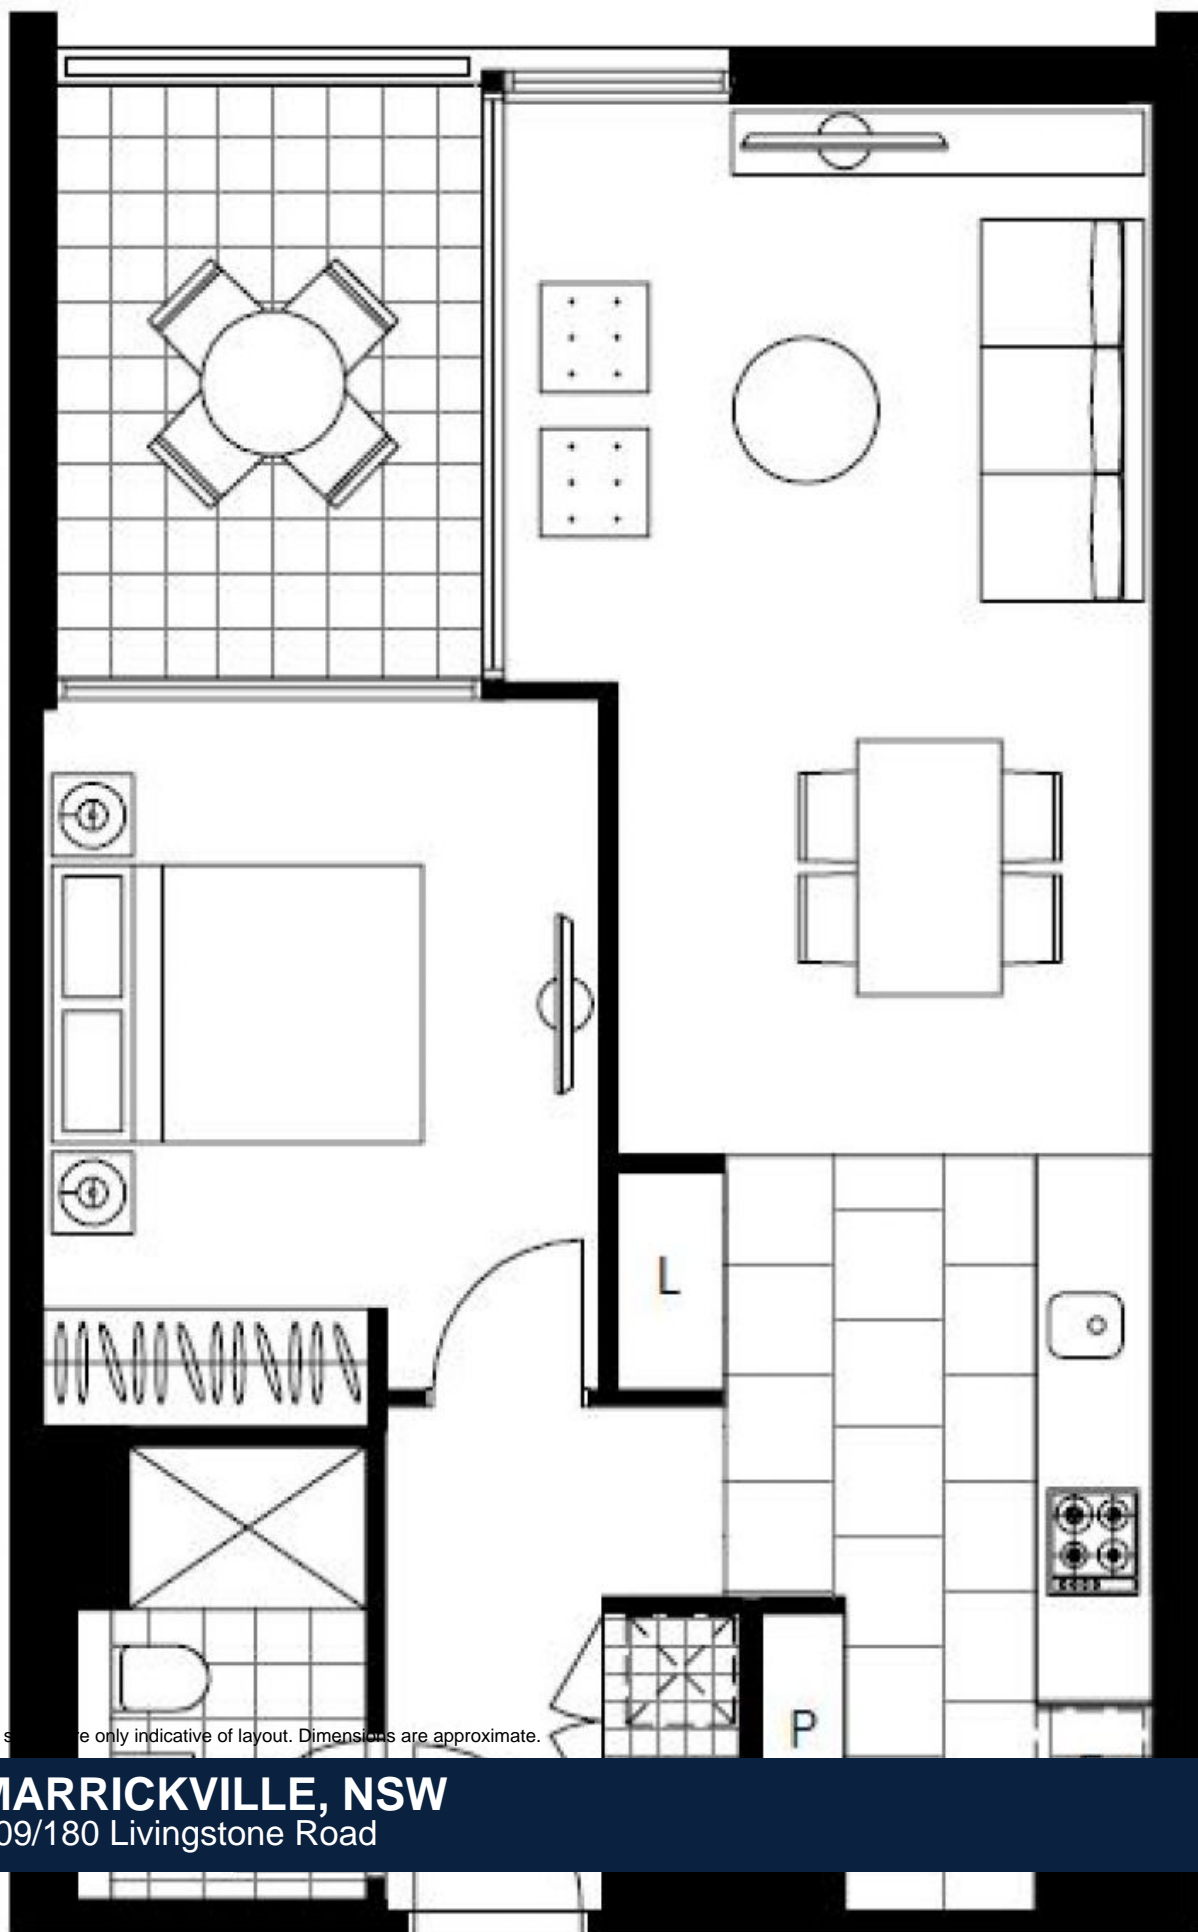 L
P
only indicative of layout. Dimensions are approximate.
MARRICKVILLE, NSW
09/180 Livingstone Road